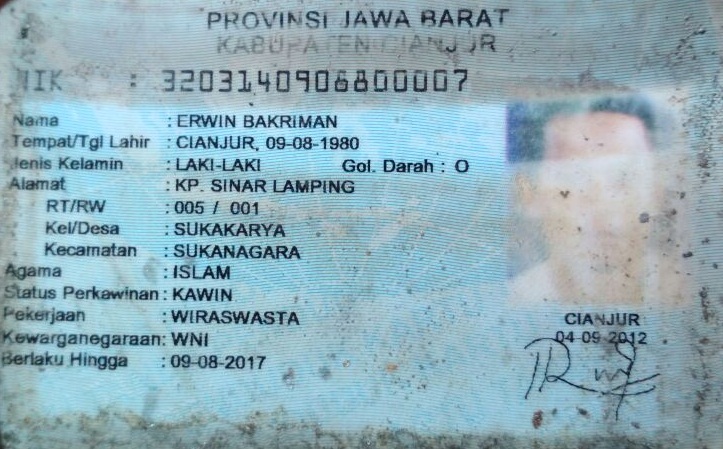 PROVINSI JAWA BARAT
KABUPATEN CIANJUR
NIK : 3203140906800007
Nama : ERWIN BAKRIMAN
Tempat/Tgl Lahir : CIANJUR, 09-08-1980
Jenis Kelamin : LAKI-LAKI Gol. Darah : O
Alamat : KP. SINAR LAMPING
RT/RW : 005 / 001
Kel/Desa : SUKAKARYA
Kecamatan : SUKANAGARA
Agama : ISLAM
Status Perkawinan : KAWIN
Pekerjaan : WIRASWASTA
Kewarganegaraan : WNI
Berlaku Hingga : 09-08-2017
CIANJUR
04-09-2012